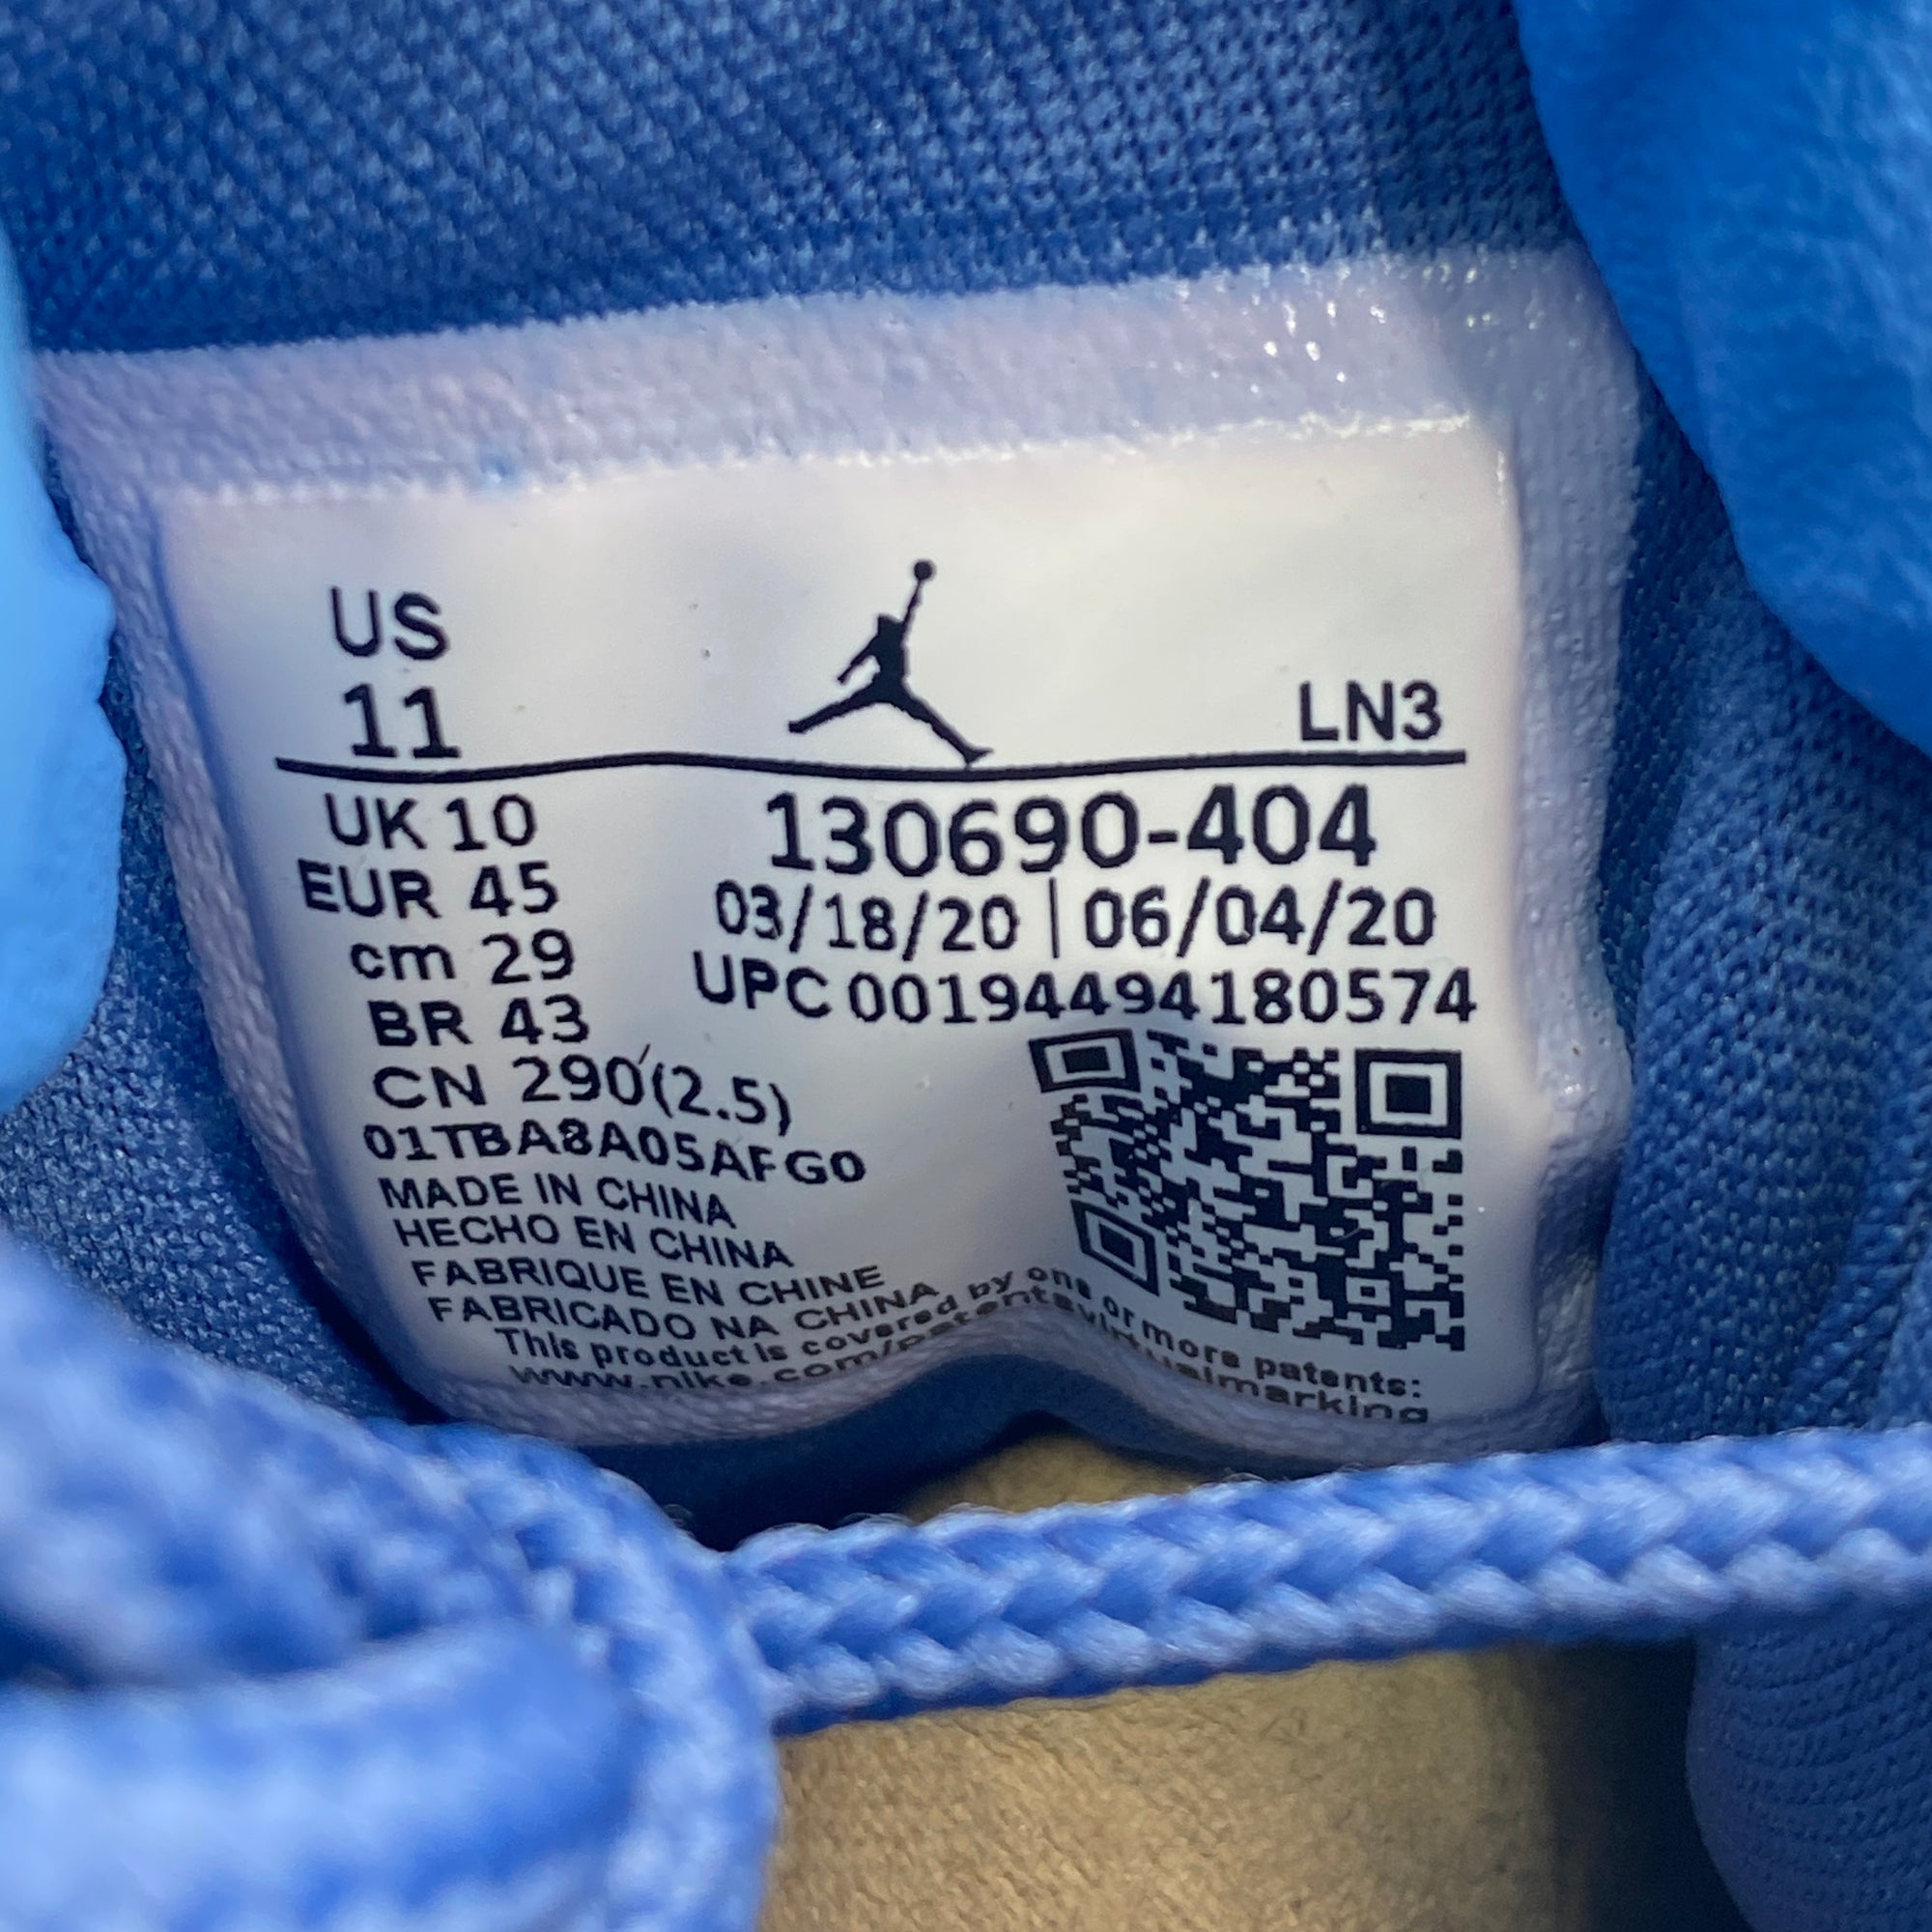 US
11
LN3
UK 10
EUR 45
cm 29
BR 43
CN 290(2.5)
130690-404
03/18/20 | 06/04/20
UPC 00194494180574
01TBA8A05AFG0
MADE IN CHINA
HECHO EN CHINA
FABRIQUE EN CHINE
FABRICADO NA CHINA
This product is covered by one or more patents:
www.nike.com/patentsvirtualmarking